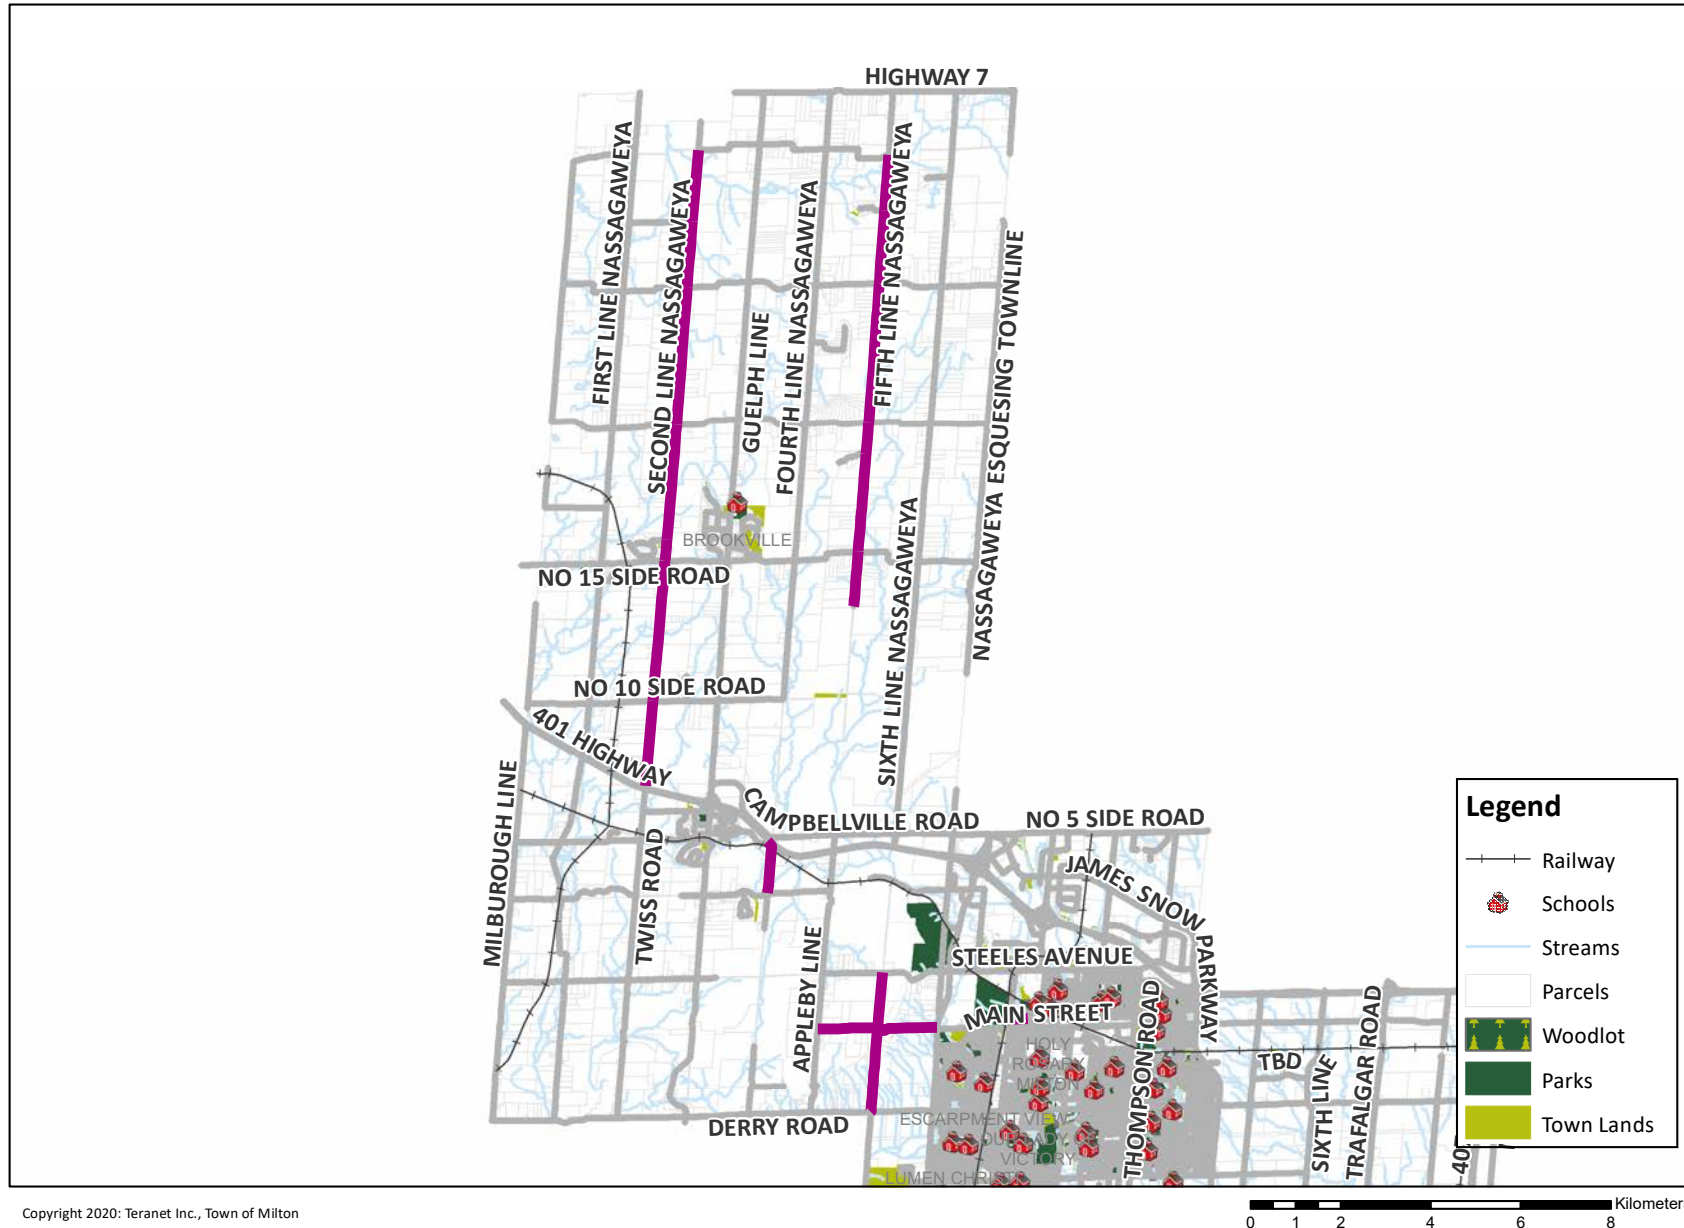 HIGHWAY 7
FIRST LINE NASSAGAWEYA
SECOND LINE NASSAGAWEYA
GUELPH LINE
FOURTH LINE NASSAGAWEYA
FIFTH LINE NASSAGAWEYA
NASSAGAWEYA ESQUESING TOWNLINE
SIXTH LINE NASSAGAWEYA
BROOKVILLE
NO 15 SIDE ROAD
NO 10 SIDE ROAD
401 HIGHWAY
CAMPBELLVILLE ROAD
NO 5 SIDE ROAD
MILBUROUGH LINE
TWISS ROAD
APPLEBY LINE
JAMES SNOW PARKWAY
STEELES AVENUE
MAIN STREET
THOMPSON ROAD
HOLY
ROSARY
MILTON
TBD
SIXTH LINE
TRAFALGAR ROAD
DERRY ROAD
ESCARPMENT VIEW
VICTORY
Legend
Railway
Schools
Streams
Parcels
Woodlot
Parks
Town Lands
Copyright 2020: Teranet Inc., Town of Milton
Kilometer
0 1 2 4 6 8